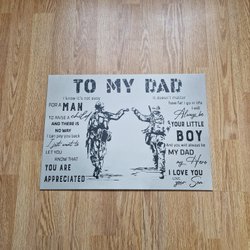 TO MY DAD
I know it's not easy
FOR A MAN
TO RAISE A child
AND THERE IS
NO WAY
I can pay you back
I just want to
LET YOU
KNOW THAT
YOU ARE
APPRECIATED
It doesn't matter
how far I go in life
I will
Always be
YOUR LITTLE
BOY
And you will always be
MY DAD
my Hero
I LOVE YOU
your Son